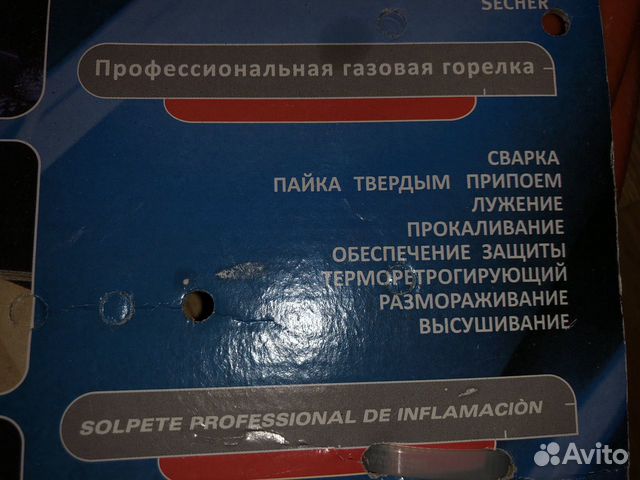 SECHER
Профессиональная газовая горелка
СВАРКА
ПАЙКА ТВЕРДЫМ ПРИПОЕМ
ЛУЖЕНИЕ
ПРОКАЛИВАНИЕ
ОБЕСПЕЧЕНИЕ ЗАЩИТЫ
ТЕРМОРЕТРОГИРУЮЩИЙ
РАЗМОРАЖИВАНИЕ
ВЫСУШИВАНИЕ
SOLPETE PROFESSIONAL DE INFLAMACIÒN
Avito